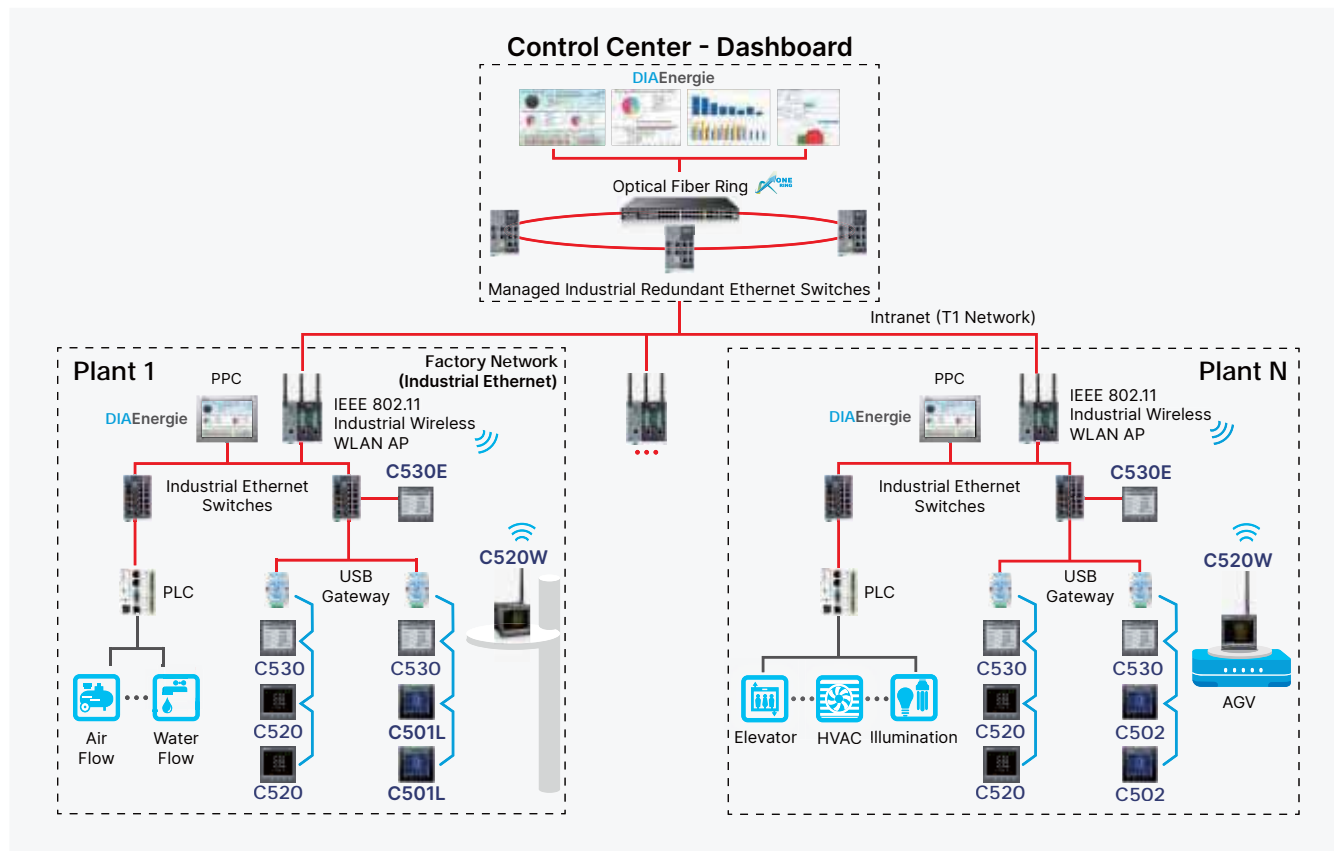 Control Center - Dashboard
DIAEnergie
Optical Fiber Ring
ONE
RING
Managed Industrial Redundant Ethernet Switches
Intranet (T1 Network)
Plant 1
Factory Network
(Industrial Ethernet)
PPC
DIAEnergie
IEEE 802.11
Industrial Wireless
WLAN AP
C530E
Industrial Ethernet
Switches
C520W
PLC
USB
Gateway
C530
C530
C520
C501L
C520
C501L
Air
Flow
Water
Flow
Plant N
PPC
DIAEnergie
IEEE 802.11
Industrial Wireless
WLAN AP
C530E
Industrial Ethernet
Switches
C520W
PLC
USB
Gateway
C530
C530
AGV
Elevator
HVAC
Illumination
C520
C502
C520
C502